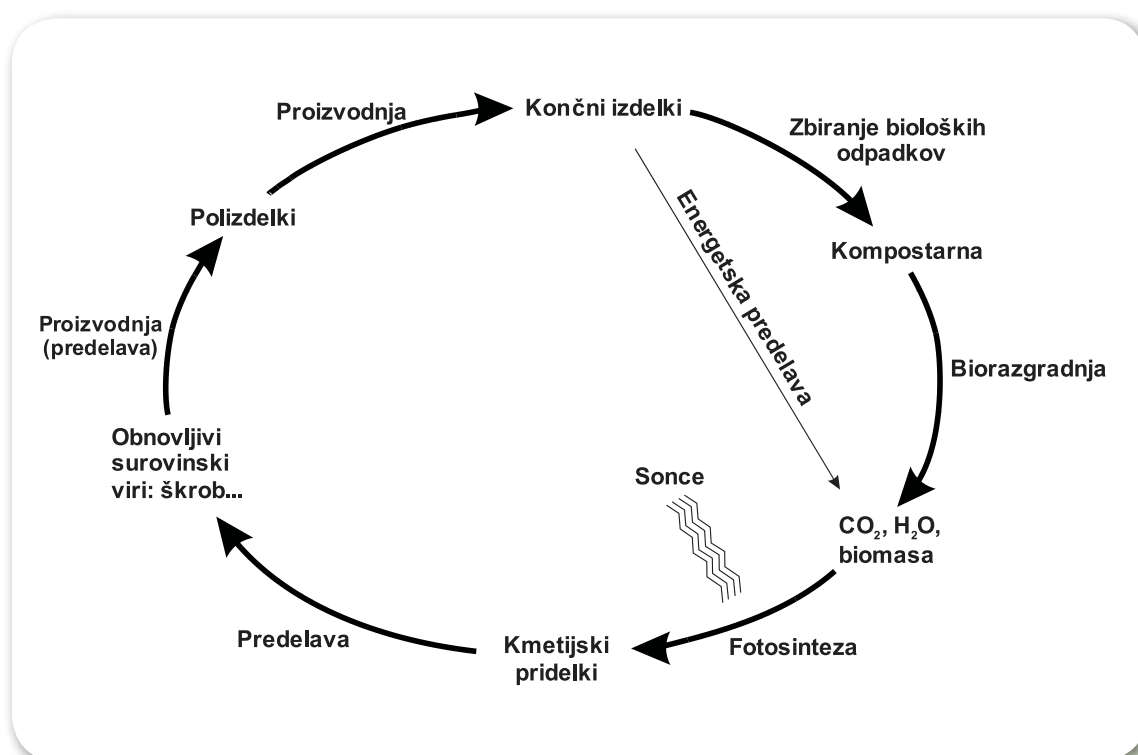 Proizvodnja
Končni izdelki
Zbiranje bioloških
odpadkov
Polizdelki
Energetska predelava
Kompostarna
Proizvodnja
(predelava)
Biorazgradnja
Obnovljivi
surovinski
viri: škrob...
Sonce
CO₂, H₂O,
biomasa
Predelava
Kmetijski
pridelki
Fotosinteza